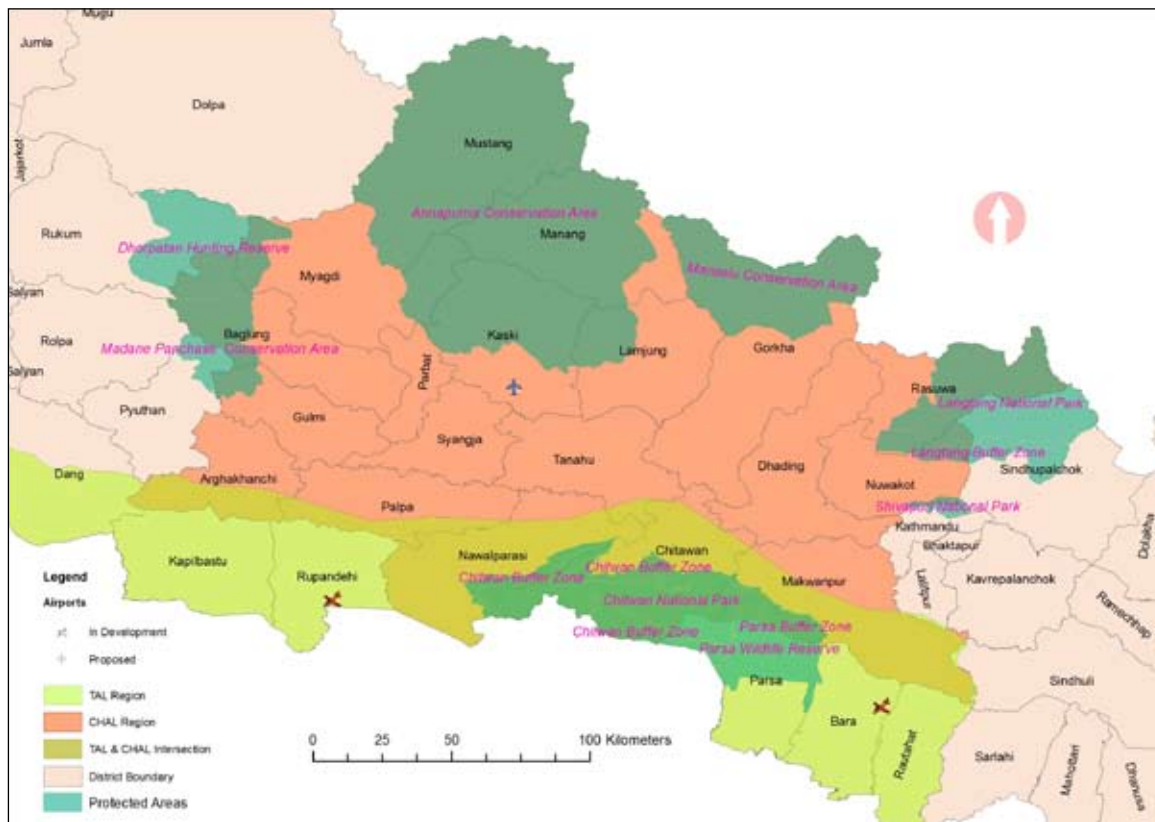 Mugu
Jumla
Dolpa
Jajarkot
Mustang
Annapurna Conservation Area
Manang
Rukum
Dhorpatan Hunting Reserve
Myagdi
Manaslu Conservation Area
Salyan
Rolpa
Baglung
Madane Panchase Conservation Area
Kaski
Lamjung
Gorkha
Parbat
Salyan
Pyuthan
Rasuwa
Langtang National Park
Gulmi
Syangja
Tanahu
Dhading
Langtang Buffer Zone
Sindhupalchok
Dang
Arghakhanchi
Nuwakot
Palpa
Shivapuri National Park
Kathmandu
Bhaktapur
Lalitpur
Dolakha
Kapilbastu
Rupandehi
Nawalparasi
Chitawan
Chitwan Buffer Zone
Chitwan Buffer Zone
Makwanpur
Kavrepalanchok
Ramechhap
Chitwan National Park
Parsa Buffer Zone
Chitwan Buffer Zone
Parsa Wildlife Reserve
Parsa
Bara
Rautahat
Sindhuli
Sarlahi
Mahottari
Dhanusa
Legend
Airports
In Development
Proposed
TAL Region
CHAL Region
TAL & CHAL Intersection
District Boundary
Protected Areas
0 25 50 100 Kilometers